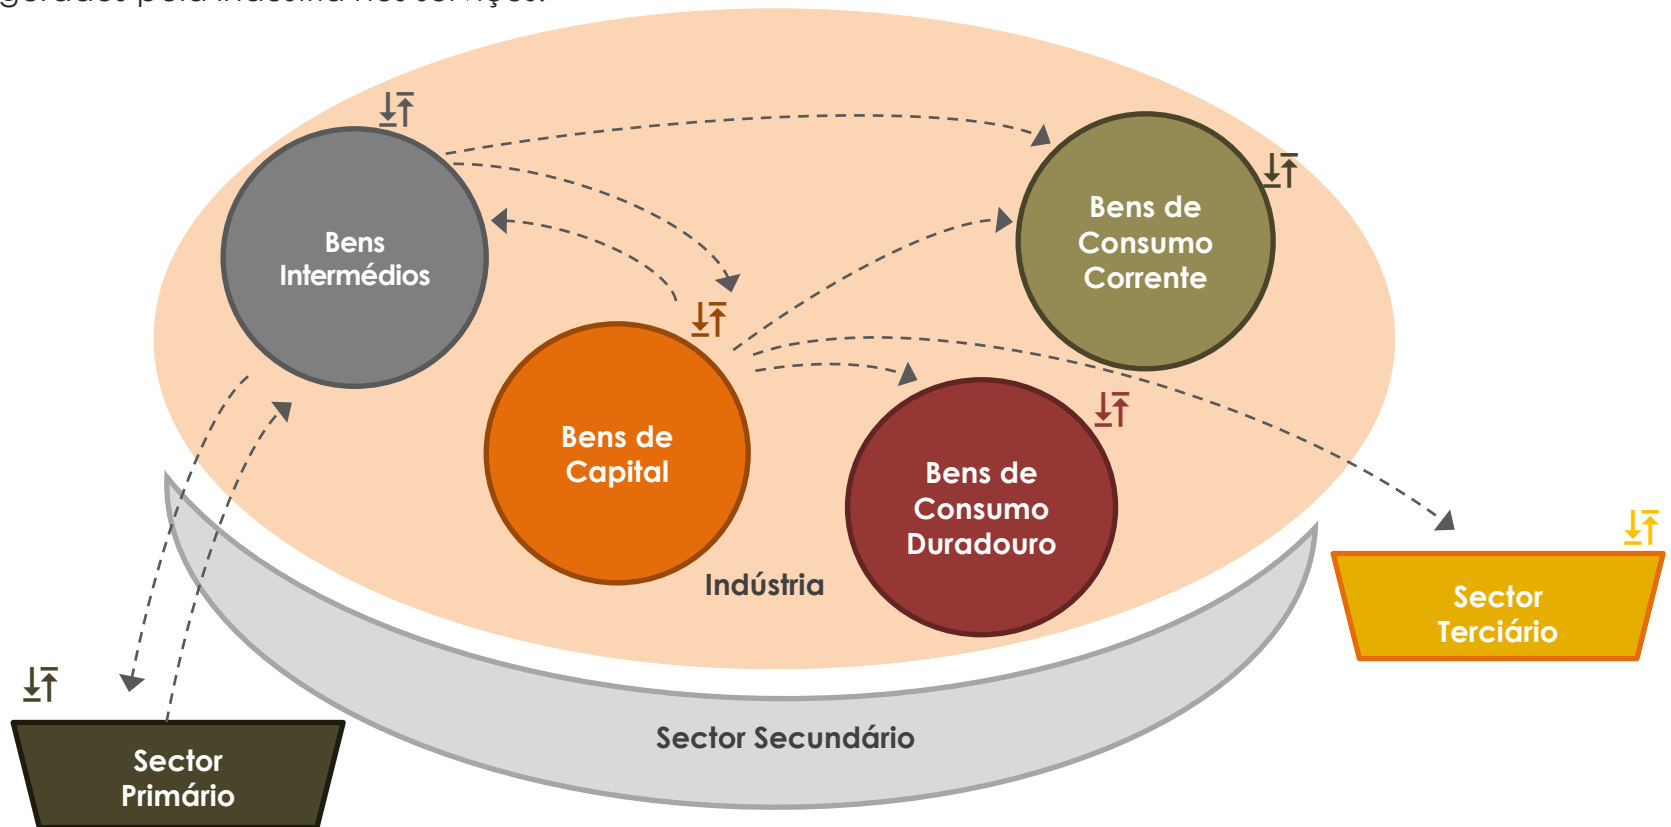 Bens
Intermédios
Bens de
Consumo
Corrente
Bens de
Capital
Bens de
Consumo
Duradouro
Indústria
Sector
Terciário
Sector Secundário
Sector
Primário